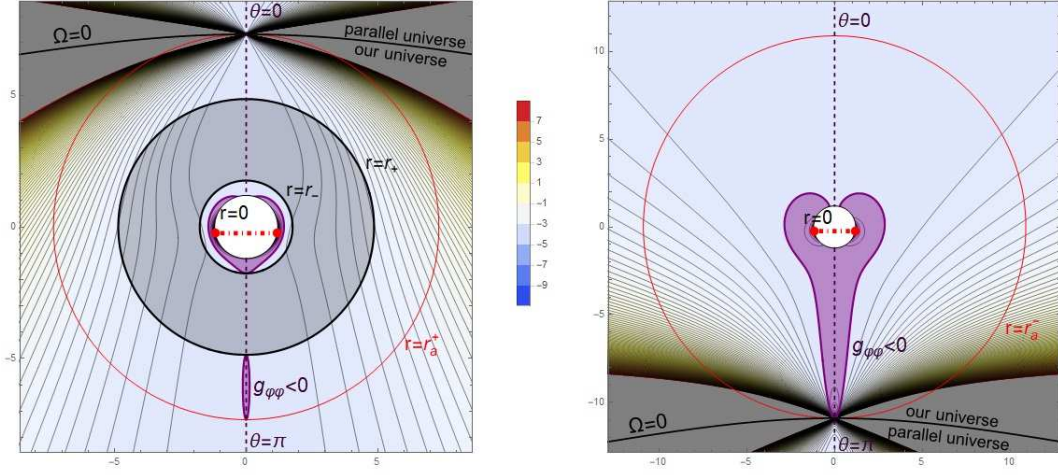 θ=0
Ω=0
parallel universe
our universe
5
r=r₊
r=r₋
r=0
0
r=rₐ⁺
−5
g_φφ<0
θ=π
−5
0
5
7
5
3
1
−1
−3
−5
−7
−9
θ=0
10
5
r=0
0
−5
r=rₐ⁻
g_φφ<0
−10
our universe
Ω=0
parallel universe
θ=π
−10
−5
0
5
10